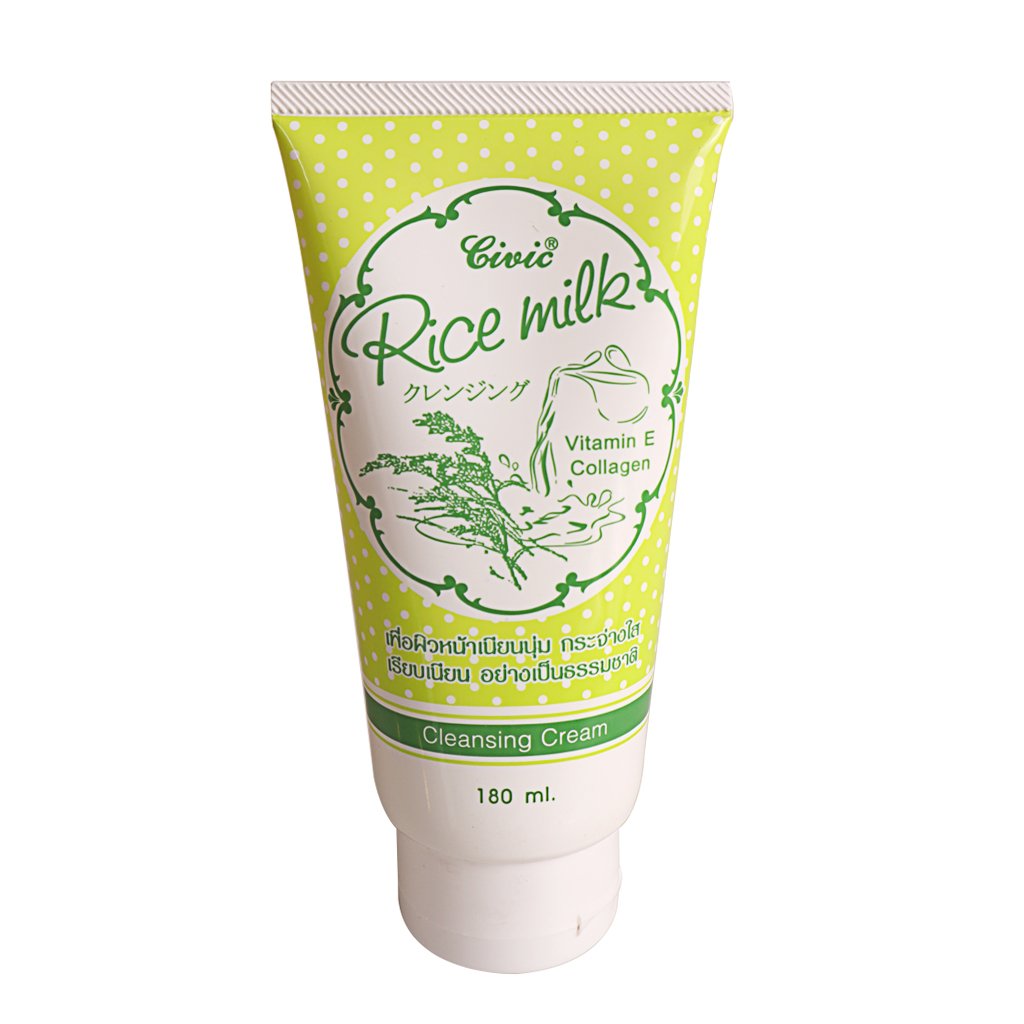 Civic®
Rice milk
クレンジング
Vitamin E
Collagen
เพื่อผิวหน้าเนียนนุ่ม กระจ่างใส
เรียบเนียน อย่างเป็นธรรมชาติ
Cleansing Cream
180 ml.